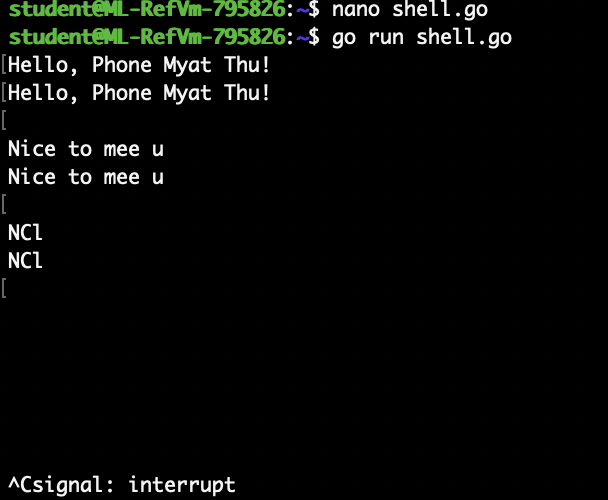 student@ML-RefVm-795826:~$ nano shell.go
student@ML-RefVm-795826:~$ go run shell.go
[Hello, Phone Myat Thu!
[Hello, Phone Myat Thu!
[
Nice to mee u
Nice to mee u
[
NCl
NCl
[
^Csignal: interrupt